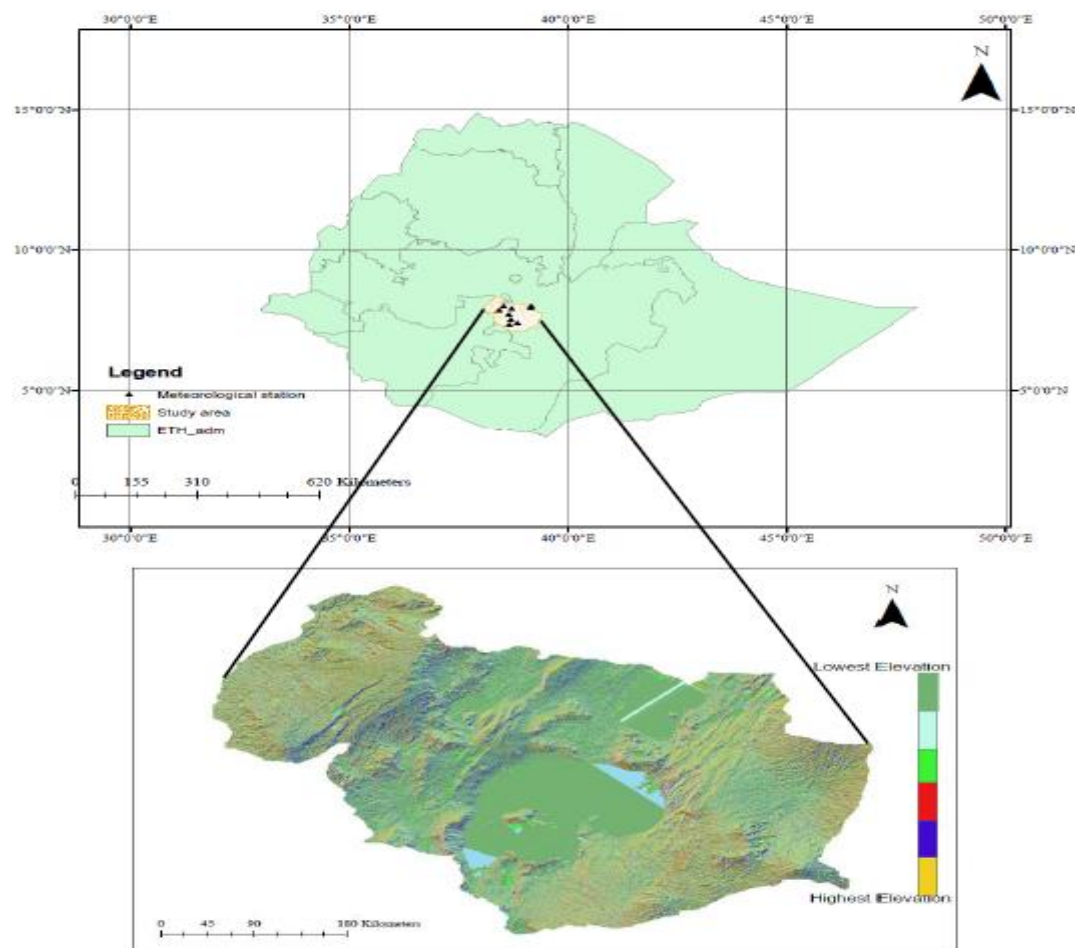 30°0'0"E 35°0'0"E 40°0'0"E 45°0'0"E 50°0'0"E
N
15°0'0"N 15°0'0"N
10°0'0"N 10°0'0"N
5°0'0"N 5°0'0"N
Legend
Meteorological station
Study area
ETH_adm
0 155 310 620 Kilometers
30°0'0"E 35°0'0"E 40°0'0"E 45°0'0"E 50°0'0"E
N
Lowest Elevation
Highest Elevation
0 45 90 180 Kilometers